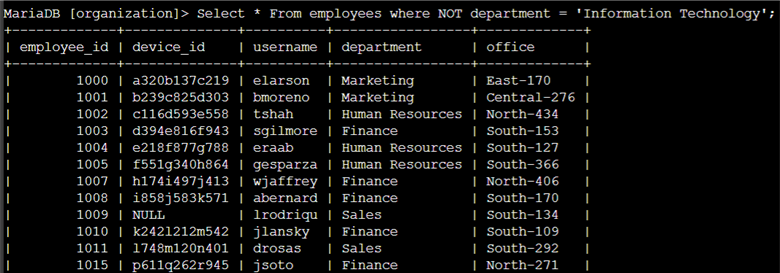 MariaDB [organization]> Select * From employees where NOT department = 'Information Technology';
+-------------+--------------+----------+-----------------+-------------+
| employee_id | device_id    | username | department      | office      |
+-------------+--------------+----------+-----------------+-------------+
|        1000 | a320b137c219 | elarson  | Marketing       | East-170    |
|        1001 | b239c825d303 | bmoreno  | Marketing       | Central-276 |
|        1002 | c116d593e558 | tshah    | Human Resources | North-434   |
|        1003 | d394e816f943 | sgilmore | Finance         | South-153   |
|        1004 | e218f877g788 | eraab    | Human Resources | South-127   |
|        1005 | f551g340h864 | gesparza | Human Resources | South-366   |
|        1007 | h174i497j413 | wjaffrey | Finance         | North-406   |
|        1008 | i858j583k571 | abernard | Finance         | South-170   |
|        1009 | NULL         | lrodriqu | Sales           | South-134   |
|        1010 | k242l212m542 | jlansky  | Finance         | South-109   |
|        1011 | l748m120n401 | drosas   | Sales           | South-292   |
|        1015 | p611q262r945 | jsoto    | Finance         | North-271   |